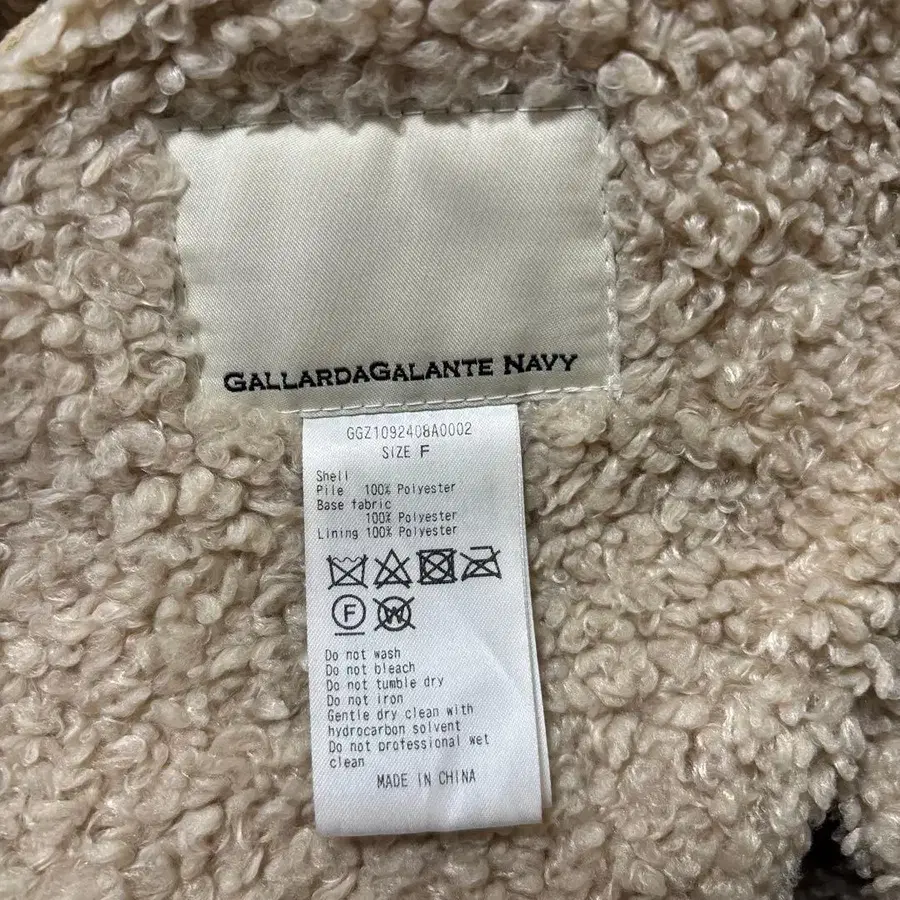 GALLARDAGALANTE NAVY
GGZ1092408A0002
SIZE F
Shell
Pile 100% Polyester
Base fabric
100% Polyester
Lining 100% Polyester
F
W
Do not wash
Do not bleach
Do not tumble dry
Do not iron
Gentle dry clean with
hydrocarbon solvent
Do not professional wet
clean
MADE IN CHINA